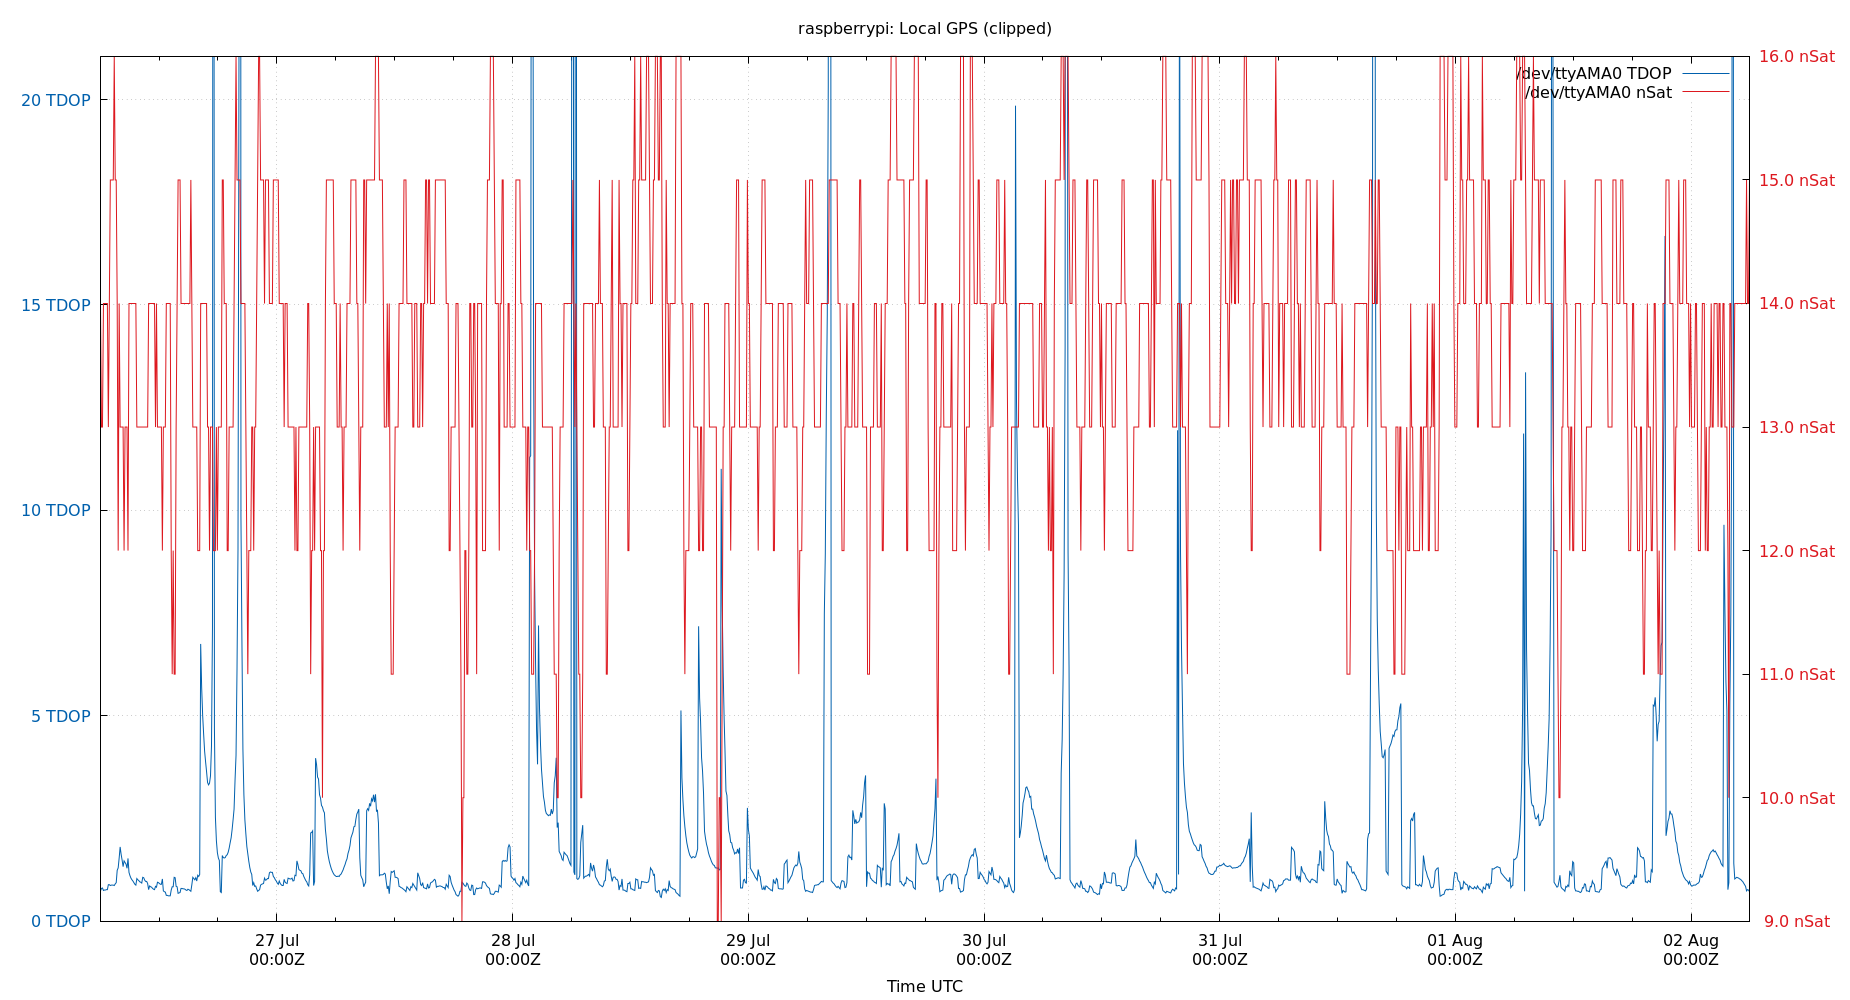 raspberrypi: Local GPS (clipped)
16.0 nSat
/dev/ttyAMA0 TDOP
/dev/ttyAMA0 nSat
20 TDOP
15.0 nSat
15 TDOP
14.0 nSat
13.0 nSat
10 TDOP
12.0 nSat
11.0 nSat
5 TDOP
10.0 nSat
0 TDOP
9.0 nSat
27 Jul
00:00Z
28 Jul
00:00Z
29 Jul
00:00Z
30 Jul
00:00Z
31 Jul
00:00Z
01 Aug
00:00Z
02 Aug
00:00Z
Time UTC